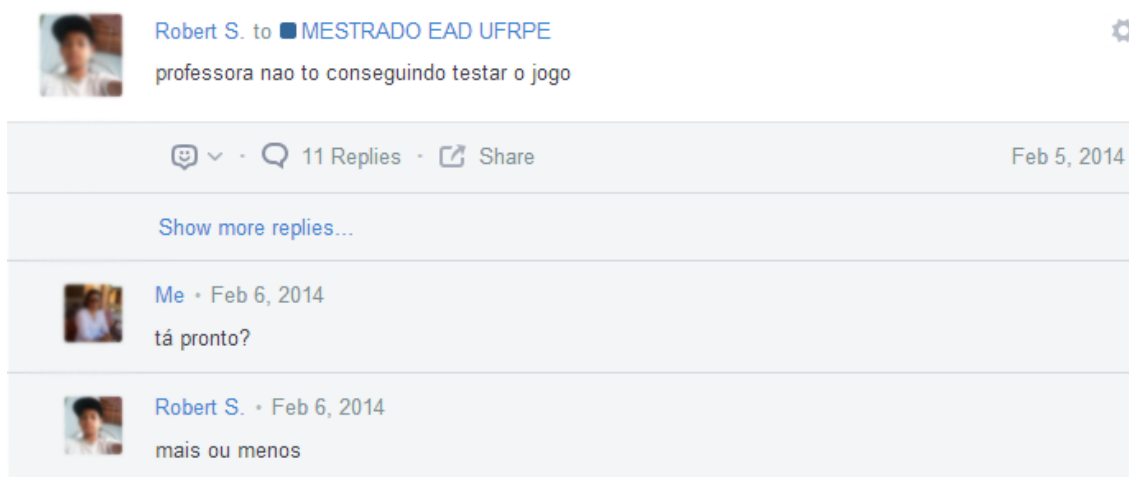 Robert S. to MESTRADO EAD UFRPE
professora nao to conseguindo testar o jogo
· 11 Replies · Share Feb 5, 2014
Show more replies...
Me • Feb 6, 2014
tá pronto?
Robert S. • Feb 6, 2014
mais ou menos